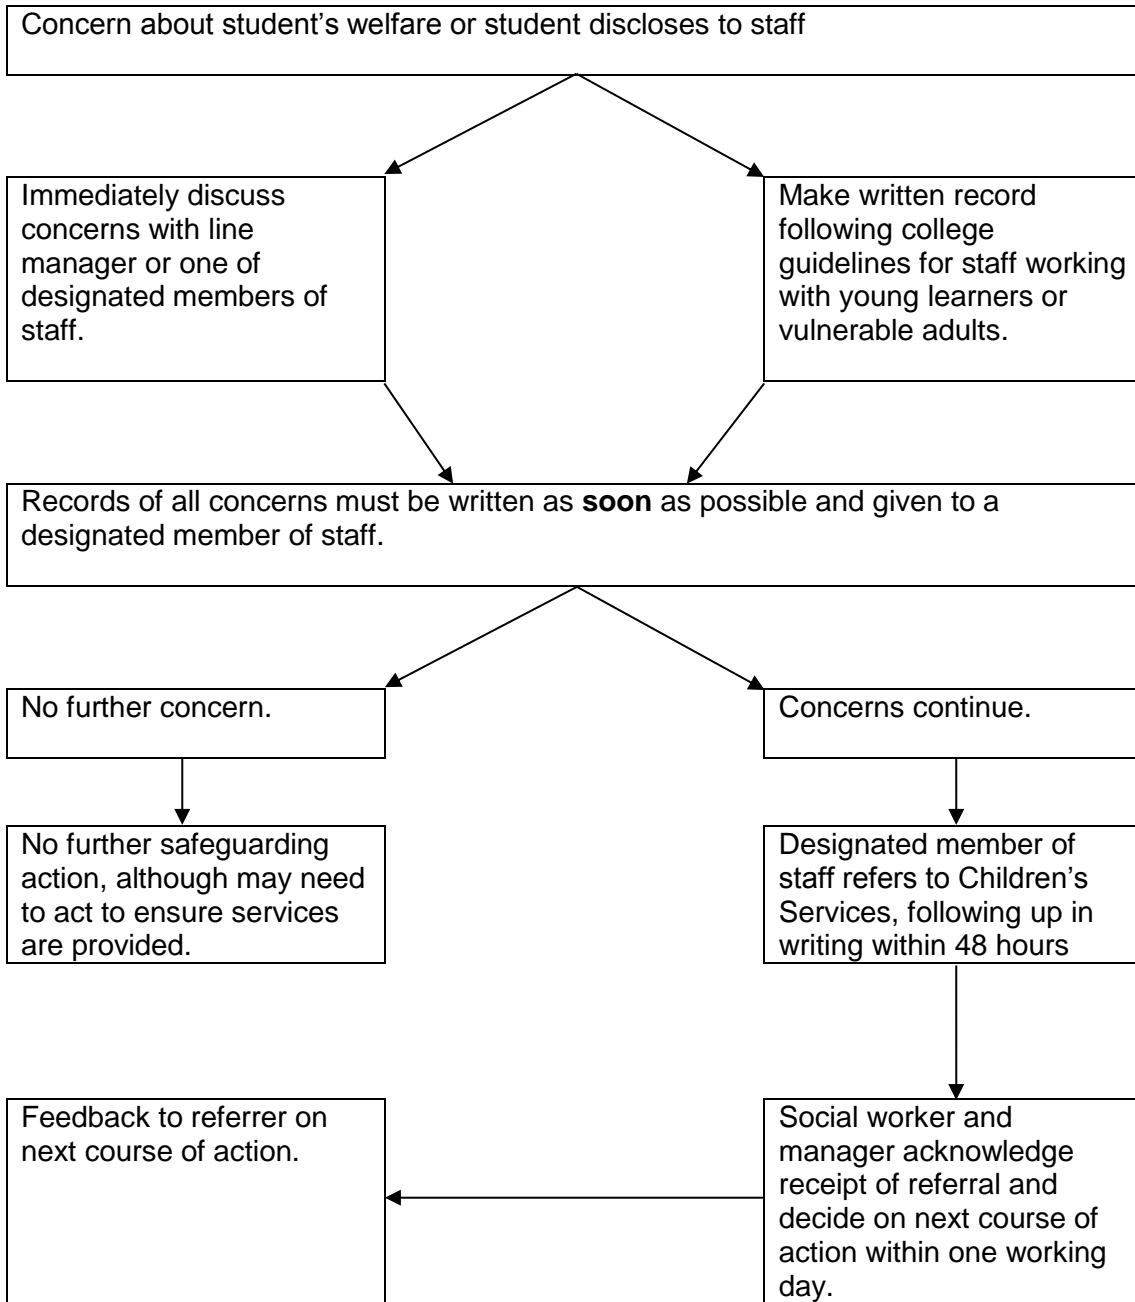 Concern about student’s welfare or student discloses to staff
Immediately discuss
concerns with line
manager or one of
designated members of
staff.
Make written record
following college
guidelines for staff working
with young learners or
vulnerable adults.
Records of all concerns must be written as soon as possible and given to a
designated member of staff.
No further concern.
Concerns continue.
No further safeguarding
action, although may need
to act to ensure services
are provided.
Designated member of
staff refers to Children’s
Services, following up in
writing within 48 hours
Feedback to referrer on
next course of action.
Social worker and
manager acknowledge
receipt of referral and
decide on next course of
action within one working
day.